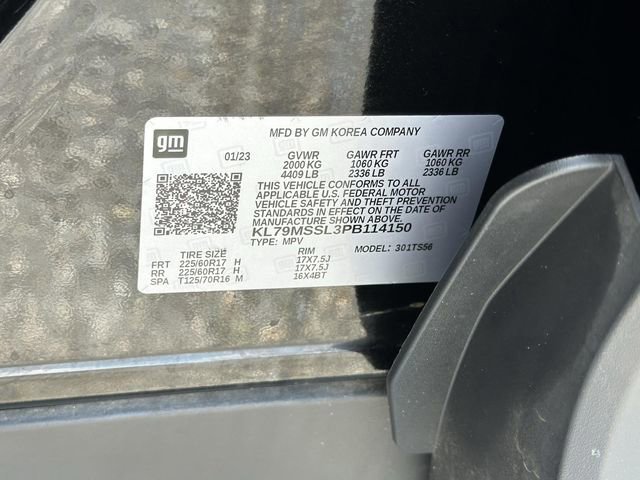 gm
MFD BY GM KOREA COMPANY
01/23 GVWR GAWR FRT GAWR RR
2000 KG 1060 KG 1060 KG
4409 LB 2336 LB 2336 LB
THIS VEHICLE CONFORMS TO ALL
APPLICABLE U.S. FEDERAL MOTOR
VEHICLE SAFETY AND THEFT PREVENTION
STANDARDS IN EFFECT ON THE DATE OF
MANUFACTURE SHOWN ABOVE.
KL79MSSL3PB114150
TYPE: MPV MODEL: 301TS56
TIRE SIZE RIM
FRT 225/60R17 H 17X7.5J
RR 225/60R17 H 17X7.5J
SPA T125/70R16 M 16X4BT